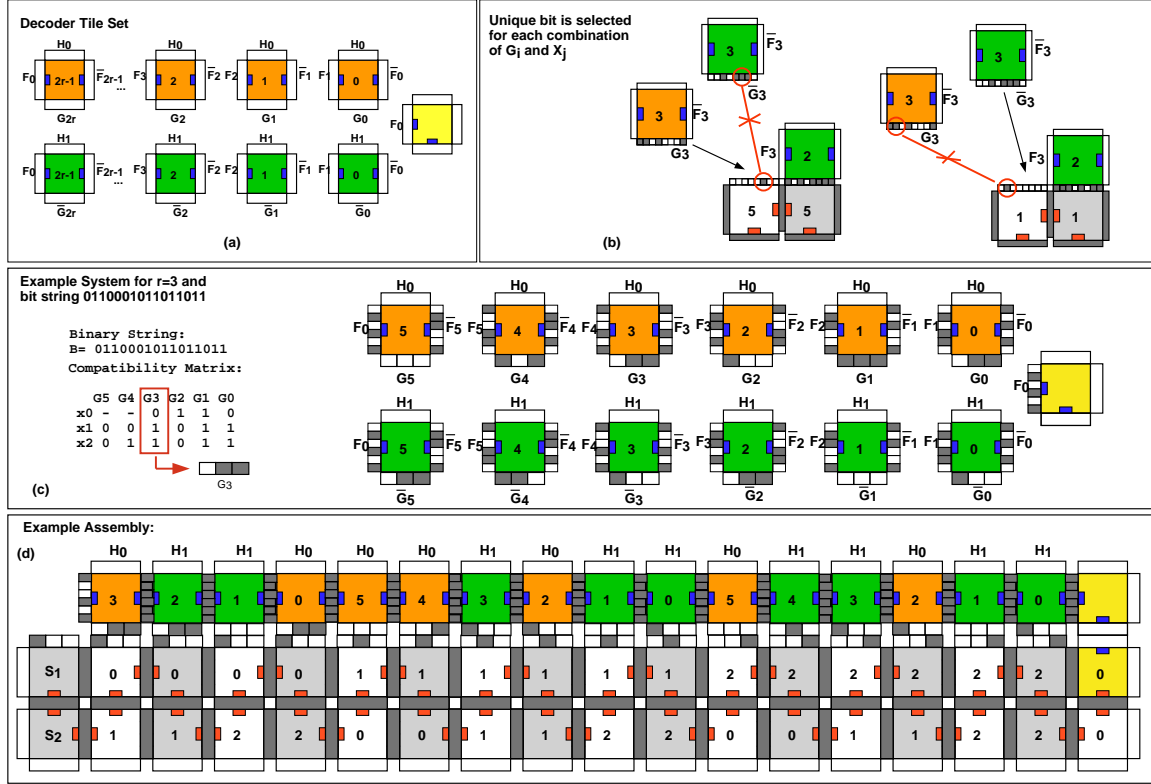 Decoder Tile Set
H0 H0 H0 H0
F0 2r-1 F̅2r-1 ... F3 2 F̅2 F2 1 F̅1 F1 0 F̅0
G2r G2 G1 G0
F0
H1 H1 H1 H1
F0 2r-1 F̅2r-1 ... F3 2 F̅2 F2 1 F̅1 F1 0 F̅0
G̅2r G̅2 G̅1 G̅0
(a)
Unique bit is selected
for each combination
of Gi and Xj
3 F̅3
G̅3
3 F̅3
G3
F3 2
5 5
(b)
3 F̅3
G̅3
3 F̅3
G3
F3 2
1 1
Example System for r=3 and
bit string 0110001011011011
Binary String:
B= 0110001011011011
Compatibility Matrix:
G5 G4 G3 G2 G1 G0
x0 - - 0 1 1 0
x1 0 0 1 0 1 1
x2 0 1 1 0 1 1
G3
(c)
H0 H0 H0 H0 H0 H0
F0 5 F̅5 F5 4 F̅4 F4 3 F̅3 F3 2 F̅2 F2 1 F̅1 F1 0 F̅0
G5 G4 G3 G2 G1 G0
F0
H1 H1 H1 H1 H1 H1
F0 5 F̅5 F5 4 F̅4 F4 3 F̅3 F3 2 F̅2 F2 1 F̅1 F1 0 F̅0
G̅5 G̅4 G̅3 G̅2 G̅1 G̅0
Example Assembly:
(d)
H0 H1 H1 H0 H0 H0 H1 H0 H1 H1 H0 H1 H1 H0 H1 H1
3 2 1 0 5 4 3 2 1 0 5 4 3 2 1 0
S1 0 0 0 0 1 1 1 1 1 1 2 2 2 2 2 2 0
S2 1 1 2 2 0 0 1 1 2 2 0 0 1 1 2 2 0